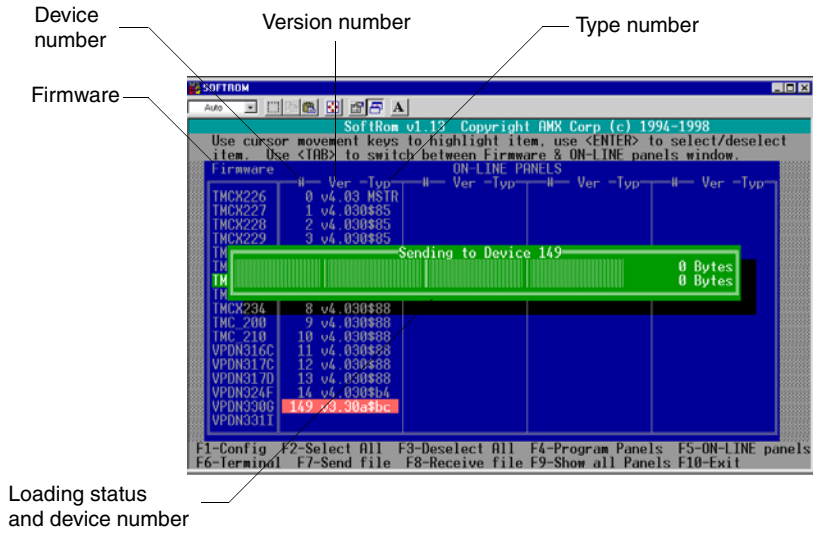 Device
number
Version number
Type number
Firmware
SOFTROM
Auto
A
SoftRom v1.13 Copyright AMX Corp (c) 1994-1998
Use cursor movement keys to highlight item, use <ENTER> to select/deselect
item. Use <TAB> to switch between Firmware & ON-LINE panels window.
Firmware ON-LINE PANELS
# Ver Typ # Ver Typ # Ver Typ # Ver Typ
TMCX226 0 v4.03 MSTR
TMCX227 1 v4.030$85
TMCX228 2 v4.030$85
TMCX229 3 v4.030$85
TM
Sending to Device 149
TM 0 Bytes
TM 0 Bytes
TM
TMCX234 8 v4.030$88
TMC_200 9 v4.030$88
TMC_210 10 v4.030$88
VPDN316C 11 v4.030$88
VPDN317C 12 v4.030$88
VPDN317D 13 v4.030$88
VPDN324F 14 v4.030$b4
VPDN330G 149 v3.30a$bc
VPDN331I
F1-Config F2-Select All F3-Deselect All F4-Program Panels F5-ON-LINE panels
F6-Terminal F7-Send file F8-Receive file F9-Show all Panels F10-Exit
Loading status
and device number